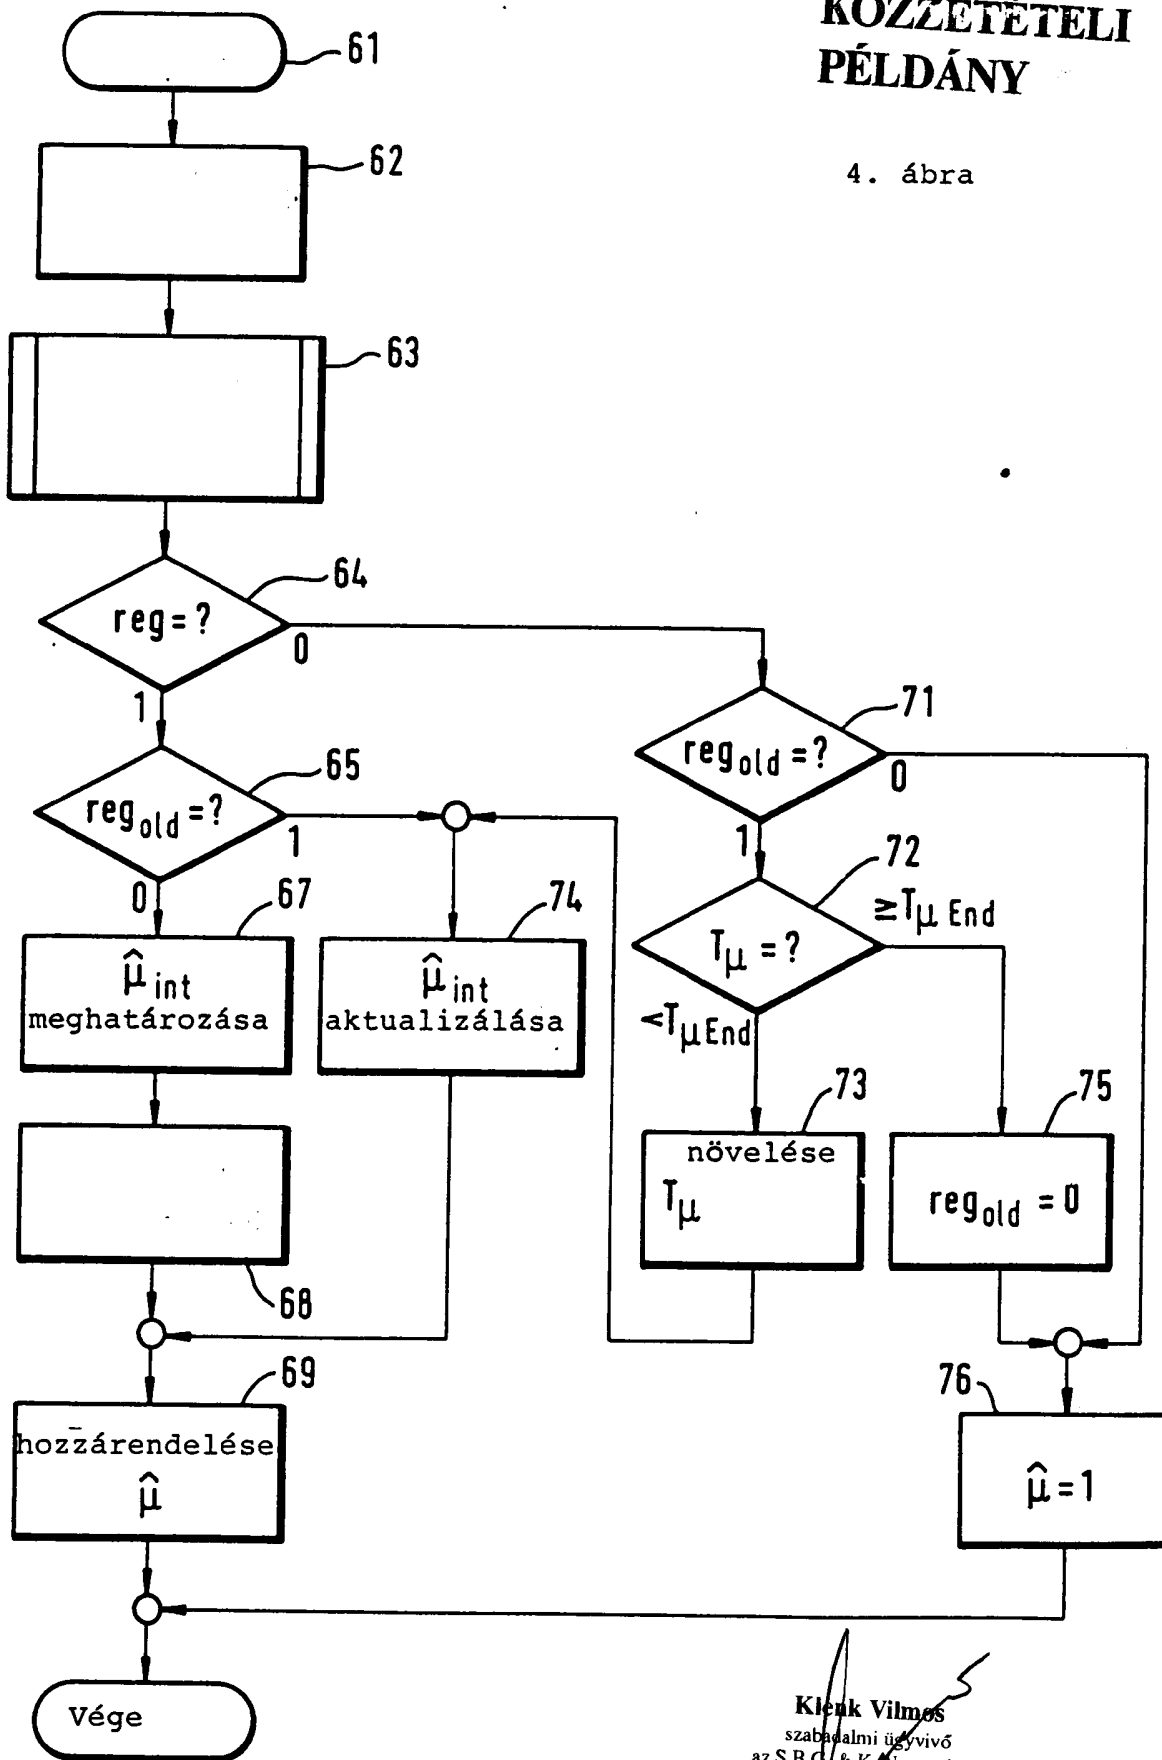 KÖZZÉTÉTELI
PÉLDÁNY
4. ábra
61
62
63
64
reg = ?
0
1
65
reg_old = ?
1
0
71
reg_old = ?
0
1
72
T_μ = ?
≥T_μ End
<T_μ End
67
μ̂_int
meghatározása
74
μ̂_int
aktualizálása
73
növelése
T_μ
75
reg_old = 0
68
69
hozzárendelése
μ̂
76
μ̂ = 1
Vége
Klenk Vilmos
szabadalmi ügyvivő
az S.B.G. & K.